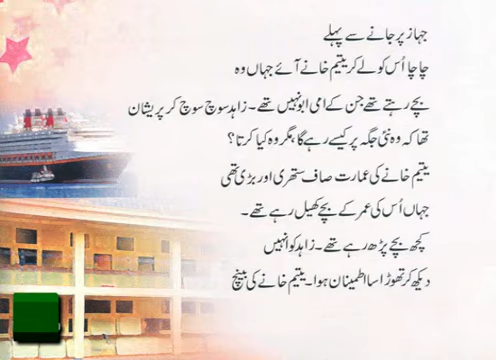 جہاز پر جانے سے پہلے
چاچا اُس کو لے کر یتیم خانے آئے جہاں وہ
بچے رہتے تھے جن کے امی ابو نہیں تھے۔ زاہد سوچ سوچ کر پریشان
تھا کہ وہ نئی جگہ پر کیسے رہے گا، مگر وہ کیا کرتا؟
یتیم خانے کی عمارت صاف ستھری اور بڑی تھی
جہاں اُس کی عمر کے بچے کھیل رہے تھے۔
کچھ بچے پڑھ رہے تھے۔ زاہد کو انہیں
دیکھ کر تھوڑا سا اطمینان ہوا۔ یتیم خانے کی بینچ